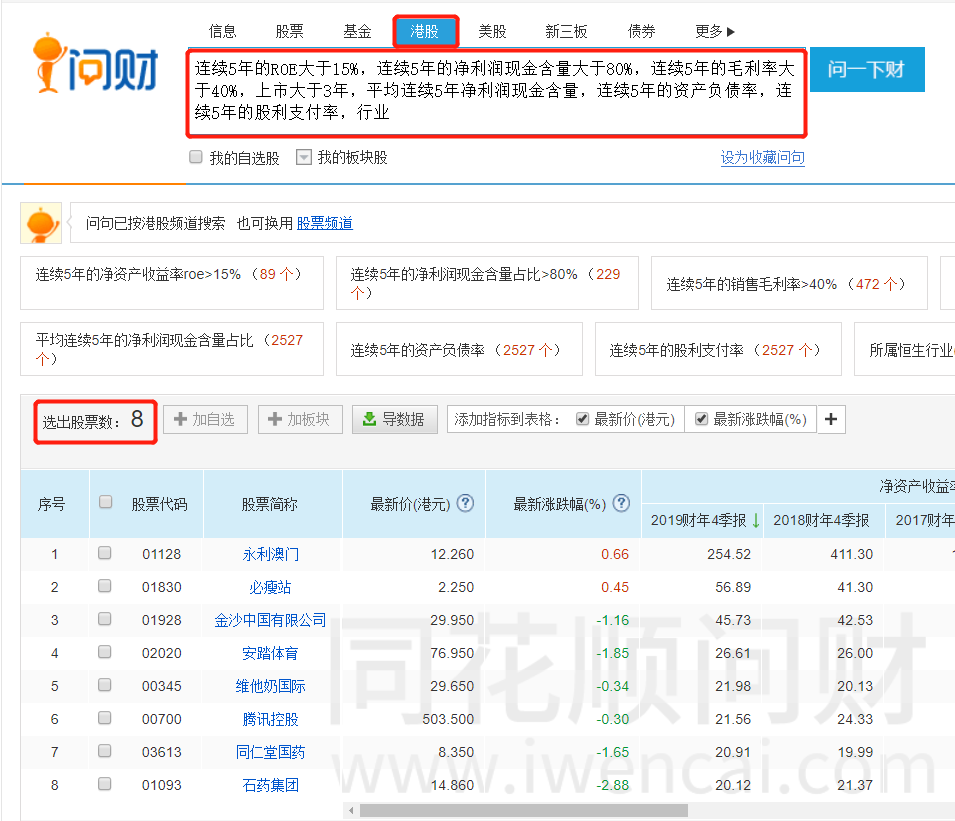 信息 股票 基金 港股 美股 新三板 债券 更多
问财
连续5年的ROE大于15%，连续5年的净利润现金含量大于80%，连续5年的毛利率大
于40%，上市大于3年，平均连续5年净利润现金含量，连续5年的资产负债率，连
续5年的股利支付率，行业
问一下财
我的自选股 我的板块股 设为收藏问句
问句已按港股频道搜索 也可换用 股票频道
连续5年的净资产收益率roe>15%（89 个） 连续5年的净利润现金含量占比>80%（229
个） 连续5年的销售毛利率>40%（472 个）
平均连续5年的净利润现金含量占比（2527
个） 连续5年的资产负债率（2527 个） 连续5年的股利支付率（2527 个） 所属恒生行业
选出股票数：8 加自选 加板块 导数据 添加指标到表格： 最新价(港元) 最新涨跌幅(%)
净资产收益率
序号 股票代码 股票简称 最新价(港元) 最新涨跌幅(%)
2019财年4季报 ↓ 2018财年4季报 2017财年
1 01128 永利澳门 12.260 0.66 254.52 411.30
2 01830 必瘦站 2.250 0.45 56.89 41.30
3 01928 金沙中国有限公司 29.950 -1.16 45.73 42.53
4 02020 安踏体育 76.950 -1.85 26.61 26.00
5 00345 维他奶国际 29.650 -0.34 21.98 20.13
6 00700 腾讯控股 503.500 -0.30 21.56 24.33
7 03613 同仁堂国药 8.350 -1.65 20.91 19.99
8 01093 石药集团 14.860 -2.88 20.12 21.37
同花顺问财
www.iwencai.com